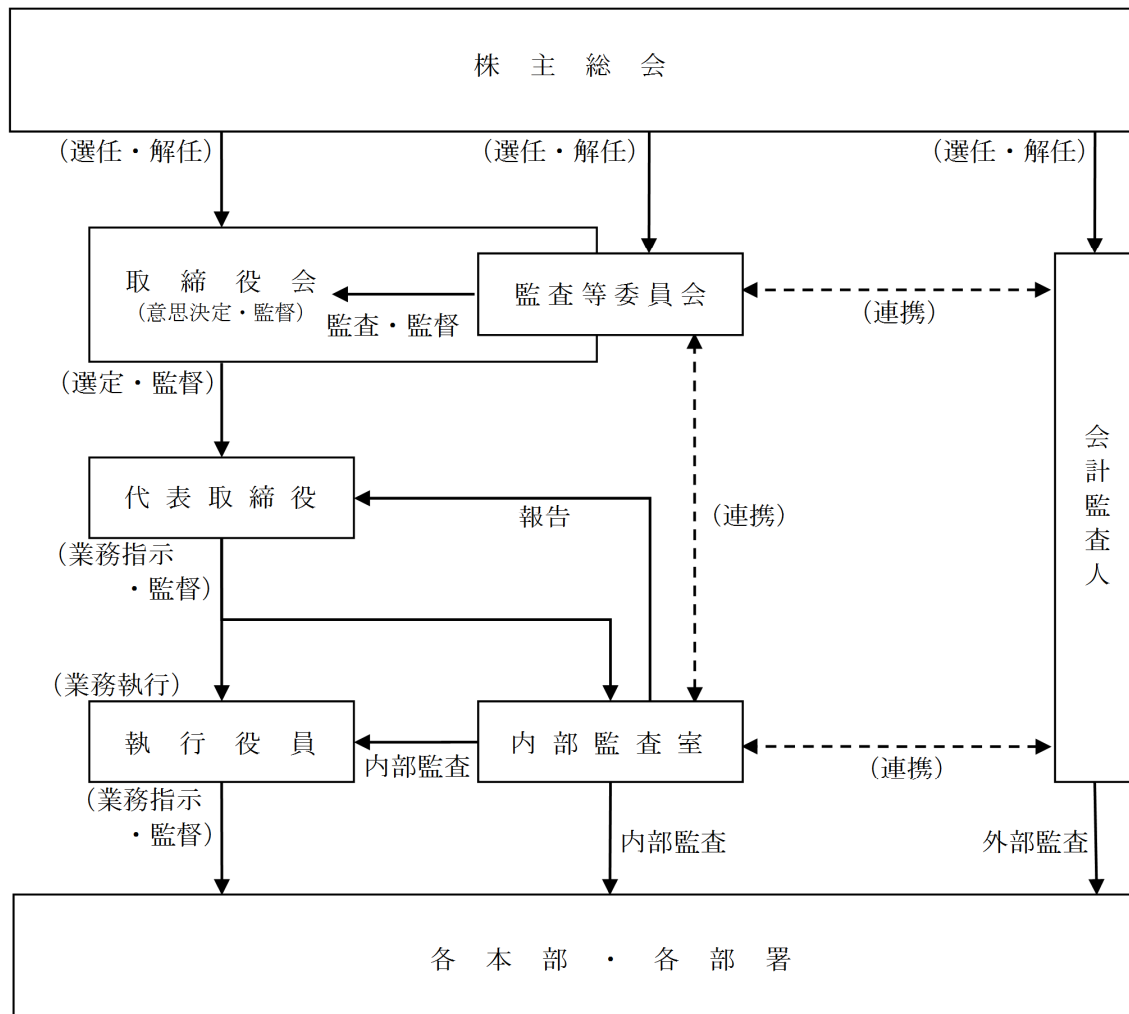 株主総会
(選任・解任)
(選任・解任)
(選任・解任)
取締役会
(意思決定・監督)
監査・監督
監査等委員会
(連携)
(選定・監督)
代表取締役
報告
(連携)
会計監査人
(業務指示
・監督)
(業務執行)
執行役員
内部監査
内部監査室
(連携)
(業務指示
・監督)
内部監査
外部監査
各本部・各部署